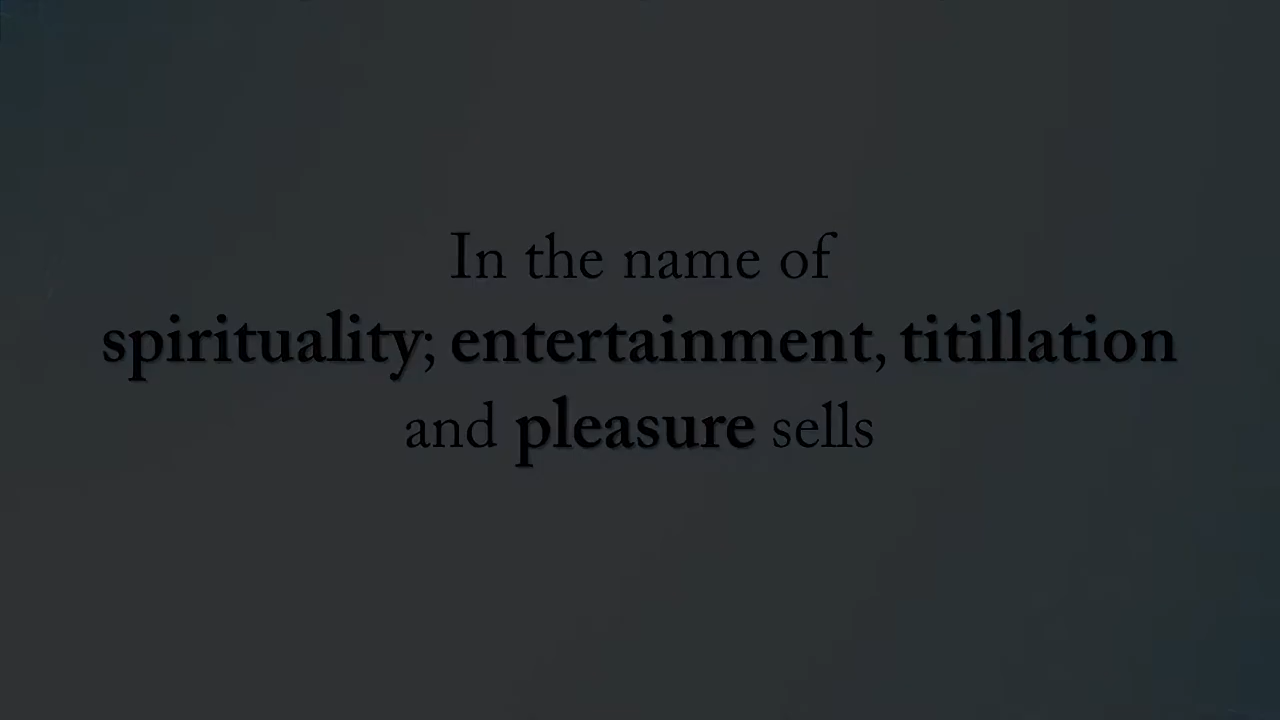 In the name of
spirituality; entertainment, titillation
and pleasure sells